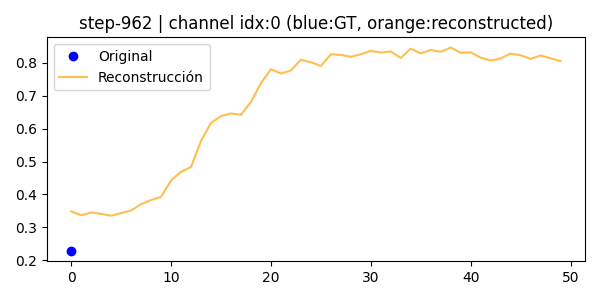 step-962 | channel idx:0 (blue:GT, orange:reconstructed)
Original
Reconstrucción
0.8
0.7
0.6
0.5
0.4
0.3
0.2
0 10 20 30 40 50